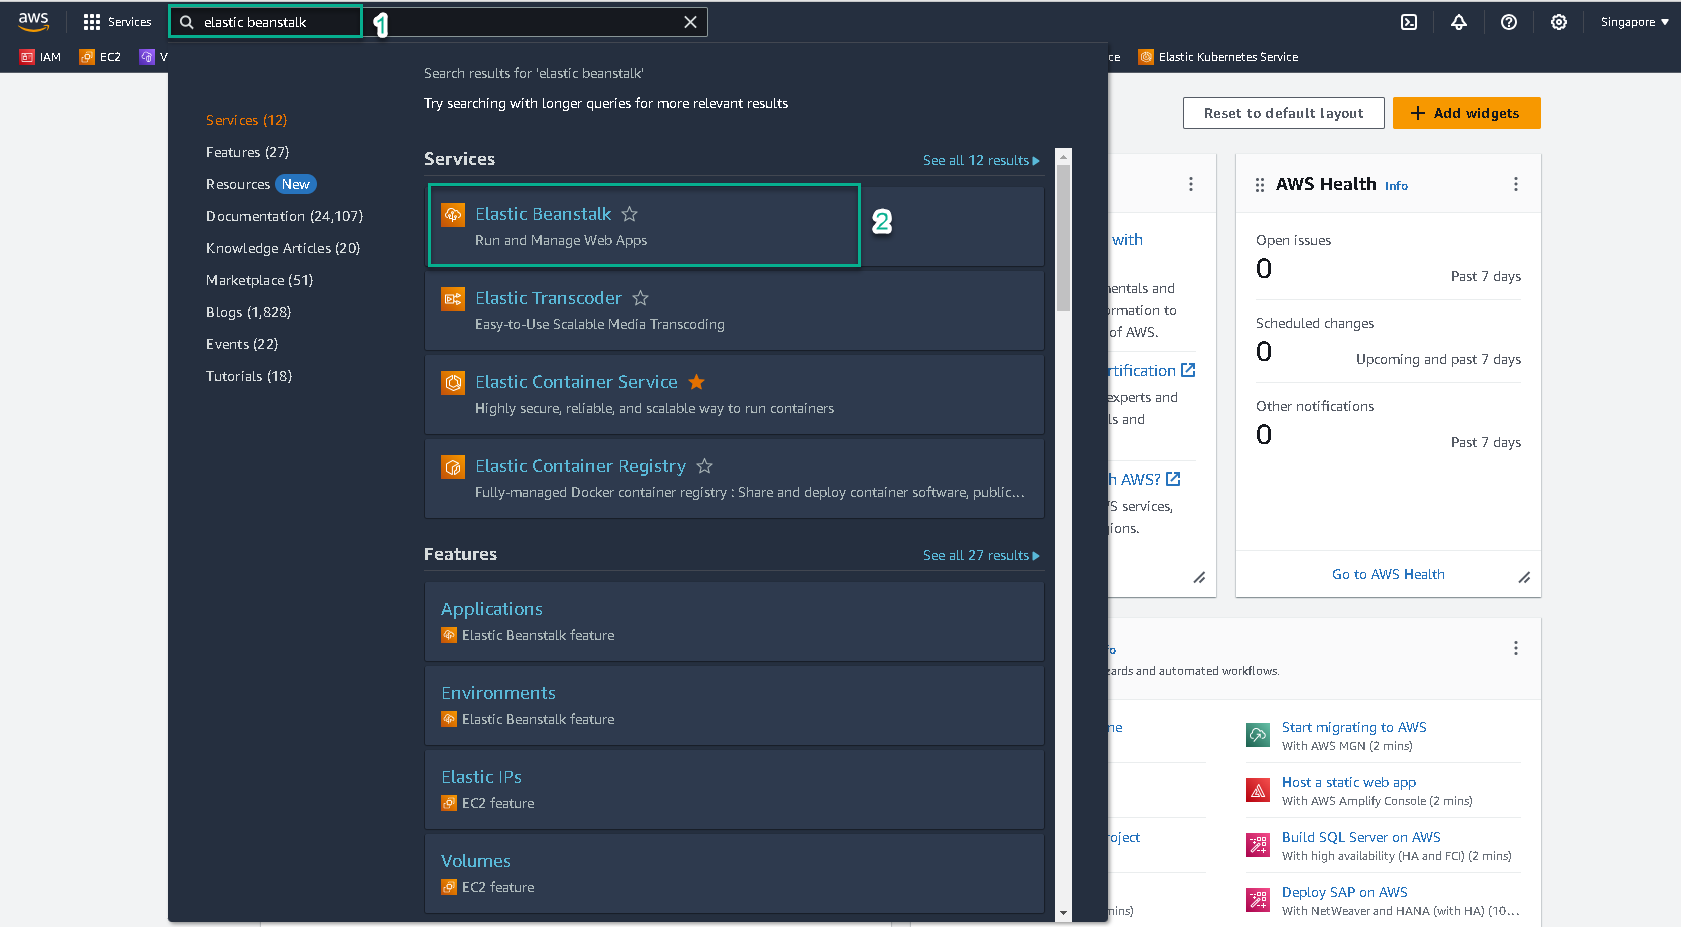 aws
Services
elastic beanstalk
1
Singapore
IAM
EC2
V
ce
Elastic Kubernetes Service
Search results for 'elastic beanstalk'
Try searching with longer queries for more relevant results
Services (12)
Features (27)
Resources New
Documentation (24,107)
Knowledge Articles (20)
Marketplace (51)
Blogs (1,828)
Events (22)
Tutorials (18)
Services
See all 12 results
Elastic Beanstalk
Run and Manage Web Apps
2
Elastic Transcoder
Easy-to-Use Scalable Media Transcoding
Elastic Container Service
Highly secure, reliable, and scalable way to run containers
Elastic Container Registry
Fully-managed Docker container registry : Share and deploy container software, public...
Features
See all 27 results
Applications
Elastic Beanstalk feature
Environments
Elastic Beanstalk feature
Elastic IPs
EC2 feature
Volumes
EC2 feature
Reset to default layout
+ Add widgets
with
mentals and
ormation to
of AWS.
rtification
experts and
ls and
h AWS?
VS services,
gions.
AWS Health Info
Open issues
0
Past 7 days
Scheduled changes
0
Upcoming and past 7 days
Other notifications
0
Past 7 days
Go to AWS Health
fo
zards and automated workflows.
ne
roject
mins)
Start migrating to AWS
With AWS MGN (2 mins)
Host a static web app
With AWS Amplify Console (2 mins)
Build SQL Server on AWS
With high availability (HA and FCI) (2 mins)
Deploy SAP on AWS
With NetWeaver and HANA (with HA) (10...